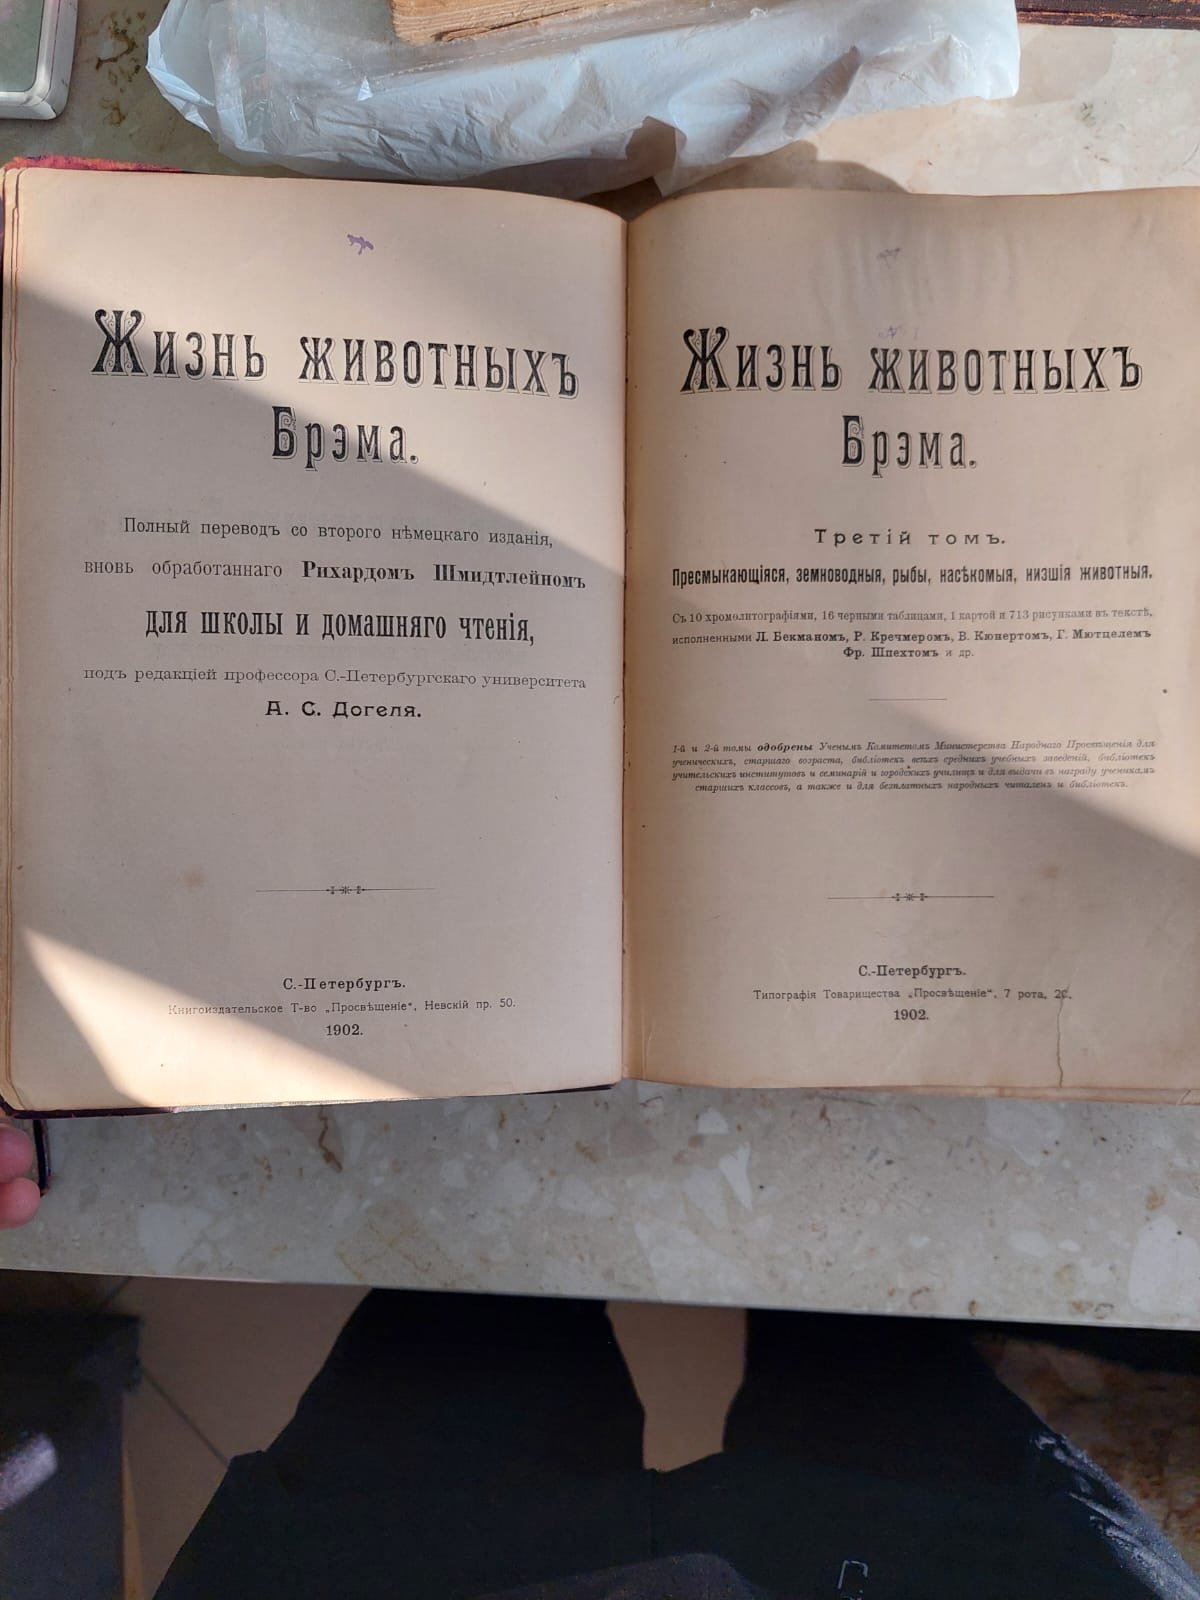 Жизнь животныхъ
Брэма.
Полный переводъ со второго нѣмецкаго изданія,
вновь обработаннаго Рихардомъ Шмидтлейномъ
для школы и домашняго чтенія,
подъ редакціей профессора С.-Петербургскаго университета
А. С. Догеля.
С.-Петербургъ.
Книгоиздательское Т-во „Просвѣщеніе“, Невскій пр. 50.
1902.
Жизнь животныхъ
Брэма.
Третій томъ.
Пресмыкающіяся, земноводныя, рыбы, насѣкомыя, низшія животныя.
Съ 10 хромолитографіями, 16 черными таблицами, 1 картой и 713 рисунками въ текстѣ,
исполненными Л. Бекманомъ, Р. Кречмеромъ, В. Кюнертомъ, Г. Мютцелемъ
Фр. Шпехтомъ и др.
1-й и 2-й томы одобрены Ученымъ Комитетомъ Министерства Народнаго Просвѣщенія для
ученическихъ, старшаго возраста, библіотекъ всѣхъ среднихъ учебныхъ заведеній, библіотекъ
учительскихъ институтовъ и семинарій и городскихъ училищъ и для выдачи въ награду ученикамъ
старшихъ классовъ, а также и для безплатныхъ народныхъ читаленъ и библіотекъ.
С.-Петербургъ.
Типографія Товарищества „Просвѣщеніе“, 7 рота, 20.
1902.